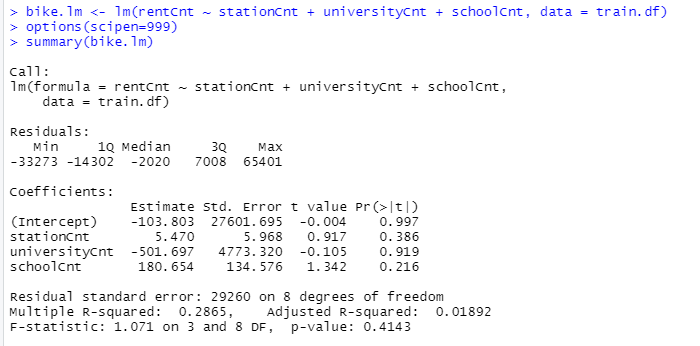 > bike.lm <- lm(rentCnt ~ stationCnt + universityCnt + schoolCnt, data = train.df)
> options(scipen=999)
> summary(bike.lm)
Call:
lm(formula = rentCnt ~ stationCnt + universityCnt + schoolCnt,
    data = train.df)
Residuals:
   Min     1Q Median     3Q    Max
-33273 -14302  -2020   7008  65401
Coefficients:
               Estimate Std. Error t value Pr(>|t|)
(Intercept)    -103.803  27601.695  -0.004    0.997
stationCnt        5.470      5.968   0.917    0.386
universityCnt  -501.697   4773.320  -0.105    0.919
schoolCnt       180.654    134.576   1.342    0.216
Residual standard error: 29260 on 8 degrees of freedom
Multiple R-squared:  0.2865,    Adjusted R-squared:  0.01892
F-statistic: 1.071 on 3 and 8 DF,  p-value: 0.4143